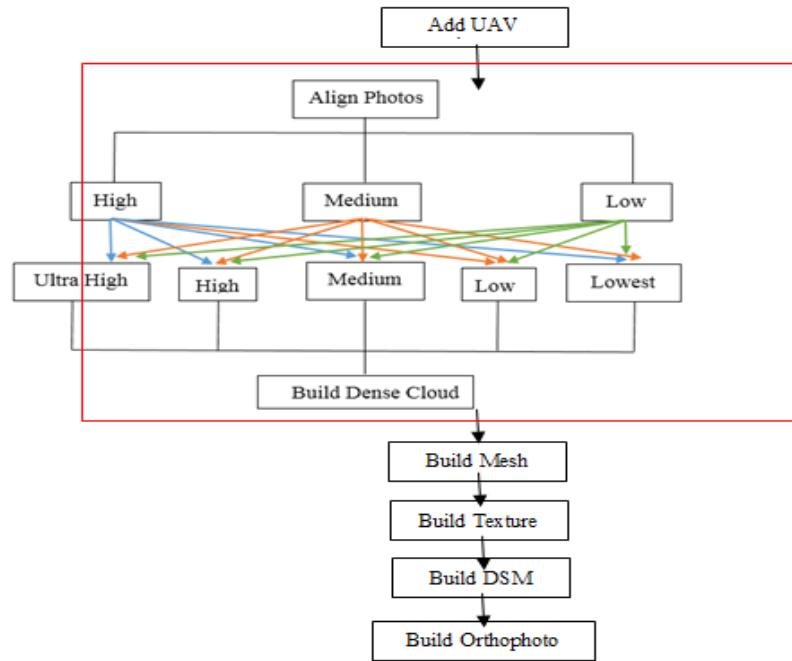 Add UAV
Align Photos
High
Medium
Low
Ultra High
High
Medium
Low
Lowest
Build Dense Cloud
Build Mesh
Build Texture
Build DSM
Build Orthophoto